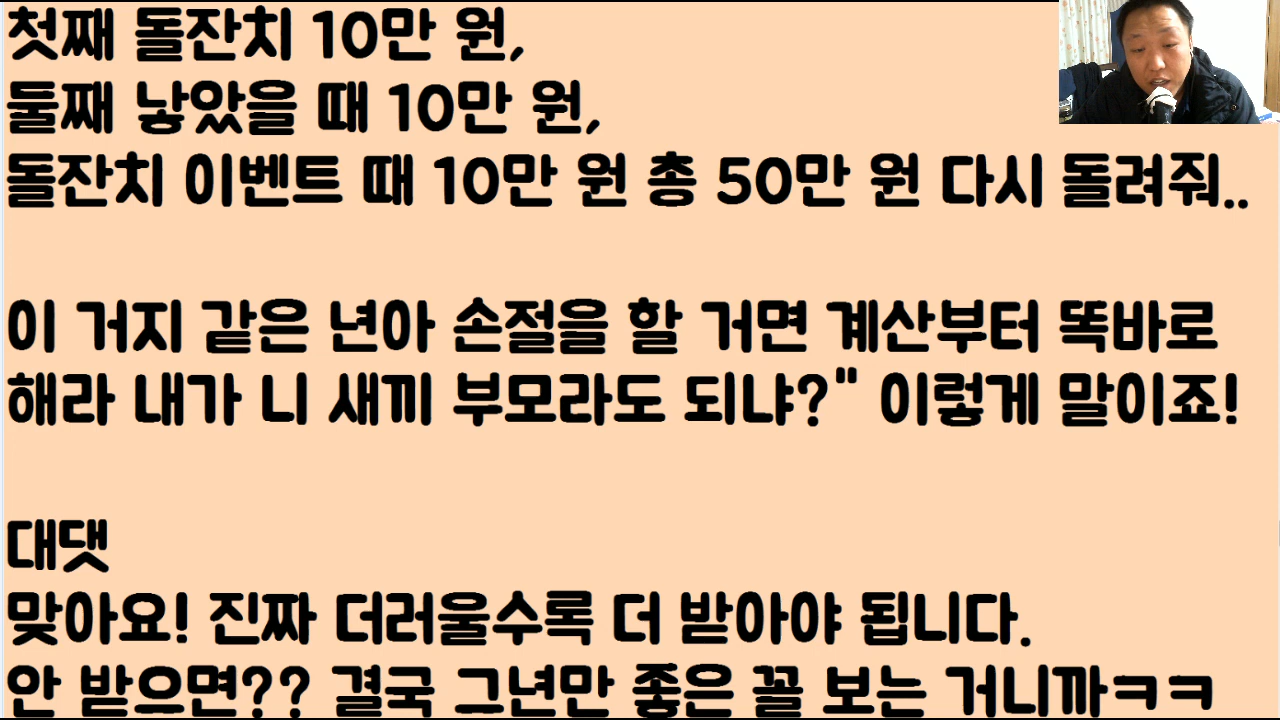 첫째 돌잔치 10만 원,
둘째 낳았을 때 10만 원,
돌잔치 이벤트 때 10만 원 총 50만 원 다시 돌려줘..
이 거지 같은 년아 손절을 할 거면 계산부터 똑바로
해라 내가 니 새끼 부모라도 되냐?" 이렇게 말이죠!
대댓
맞아요! 진짜 더러울수록 더 받아야 됩니다.
안 받으면?? 결국 그년만 좋은 꼴 보는 거니까ㅋㅋ